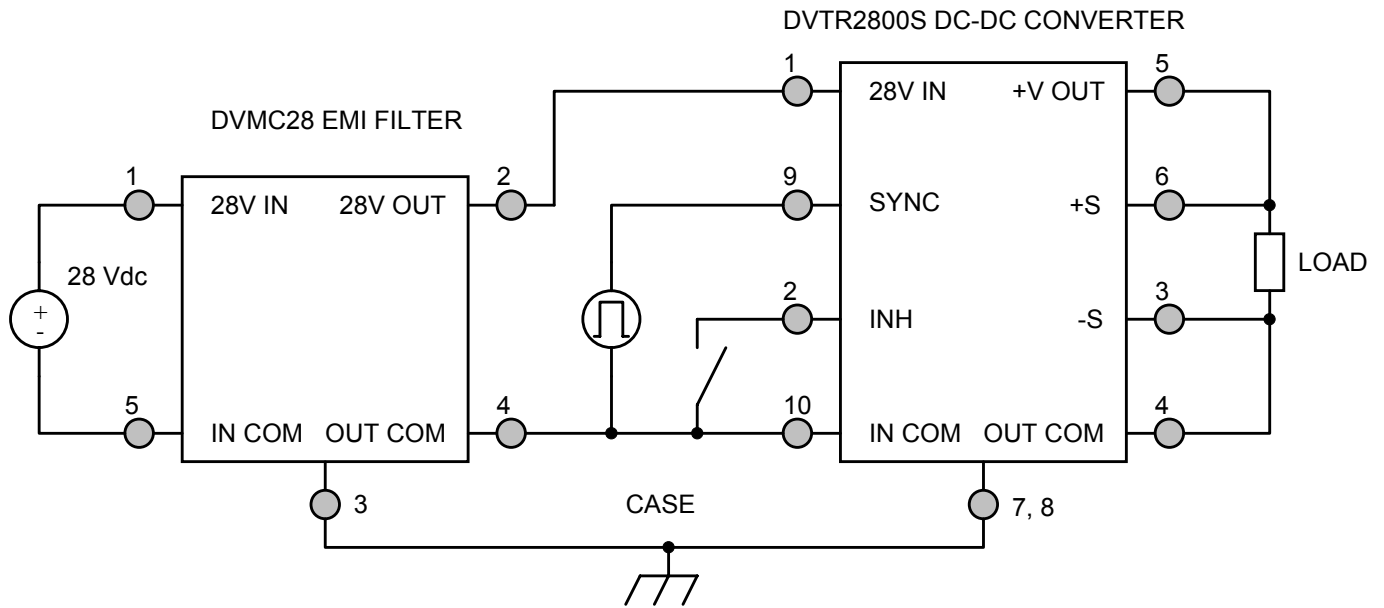 DVTR2800S DC-DC CONVERTER
DVMC28 EMI FILTER
1
28V IN
+V OUT
5
1
28V IN
28V OUT
2
9
SYNC
+S
6
28 Vdc
+
-
LOAD
2
INH
-S
3
5
IN COM
OUT COM
4
10
IN COM
OUT COM
4
3
CASE
7, 8